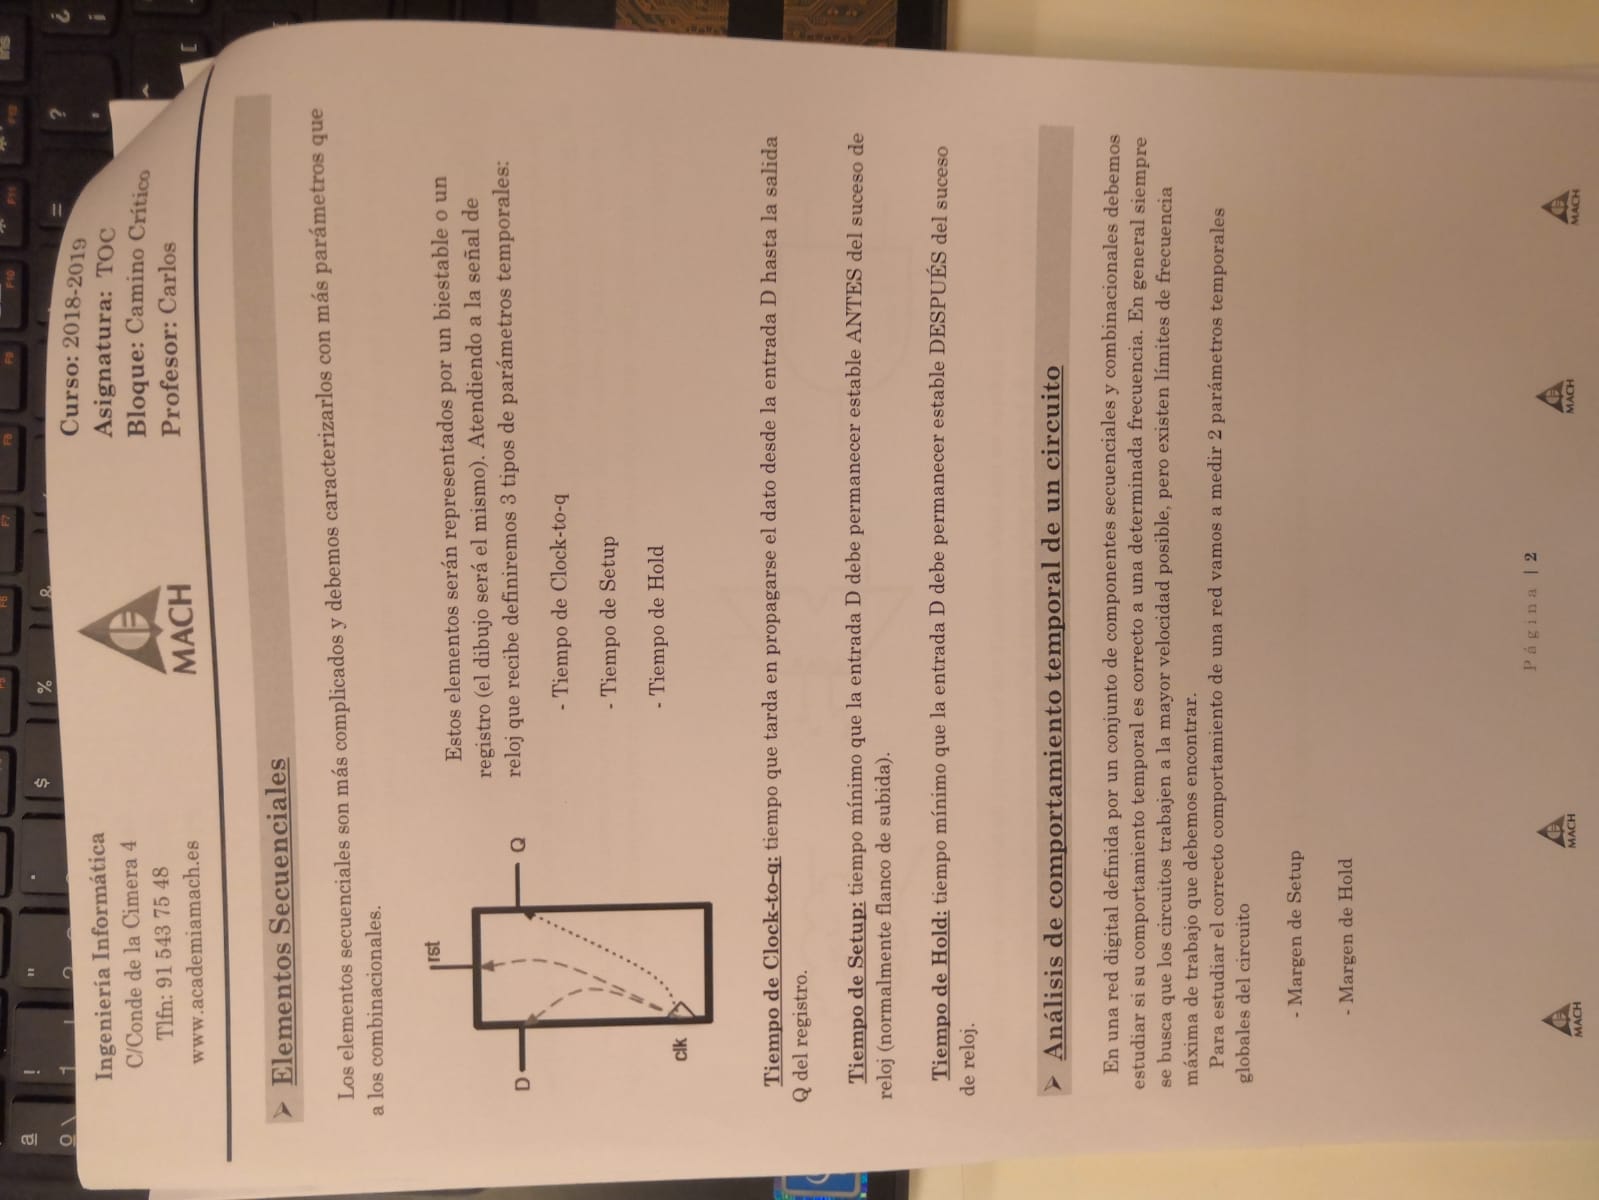 a
!
"
·
$
%
&
=
?
¿
Ins
F5
F6
F7
F8
F9
F10
F11
F12
º
\
1
'
¡
^
[
Ingeniería Informática
C/Conde de la Cimera 4
Tlfn: 91 543 75 48
www.academiamach.es
MACH
Curso: 2018-2019
Asignatura: TOC
Bloque: Camino Crítico
Profesor: Carlos
➢ Elementos Secuenciales
Los elementos secuenciales son más complicados y debemos caracterizarlos con más parámetros que
a los combinacionales.
rst
D
Q
clk
Estos elementos serán representados por un biestable o un
registro (el dibujo será el mismo). Atendiendo a la señal de
reloj que recibe definiremos 3 tipos de parámetros temporales:
- Tiempo de Clock-to-q
- Tiempo de Setup
- Tiempo de Hold
Tiempo de Clock-to-q: tiempo que tarda en propagarse el dato desde la entrada D hasta la salida
Q del registro.
Tiempo de Setup: tiempo mínimo que la entrada D debe permanecer estable ANTES del suceso de
reloj (normalmente flanco de subida).
Tiempo de Hold: tiempo mínimo que la entrada D debe permanecer estable DESPUÉS del suceso
de reloj.
➢ Análisis de comportamiento temporal de un circuito
En una red digital definida por un conjunto de componentes secuenciales y combinacionales debemos
estudiar si su comportamiento temporal es correcto a una determinada frecuencia. En general siempre
se busca que los circuitos trabajen a la mayor velocidad posible, pero existen límites de frecuencia
máxima de trabajo que debemos encontrar.
Para estudiar el correcto comportamiento de una red vamos a medir 2 parámetros temporales
globales del circuito
- Margen de Setup
- Margen de Hold
Página | 2
MACH
MACH
MACH
MACH